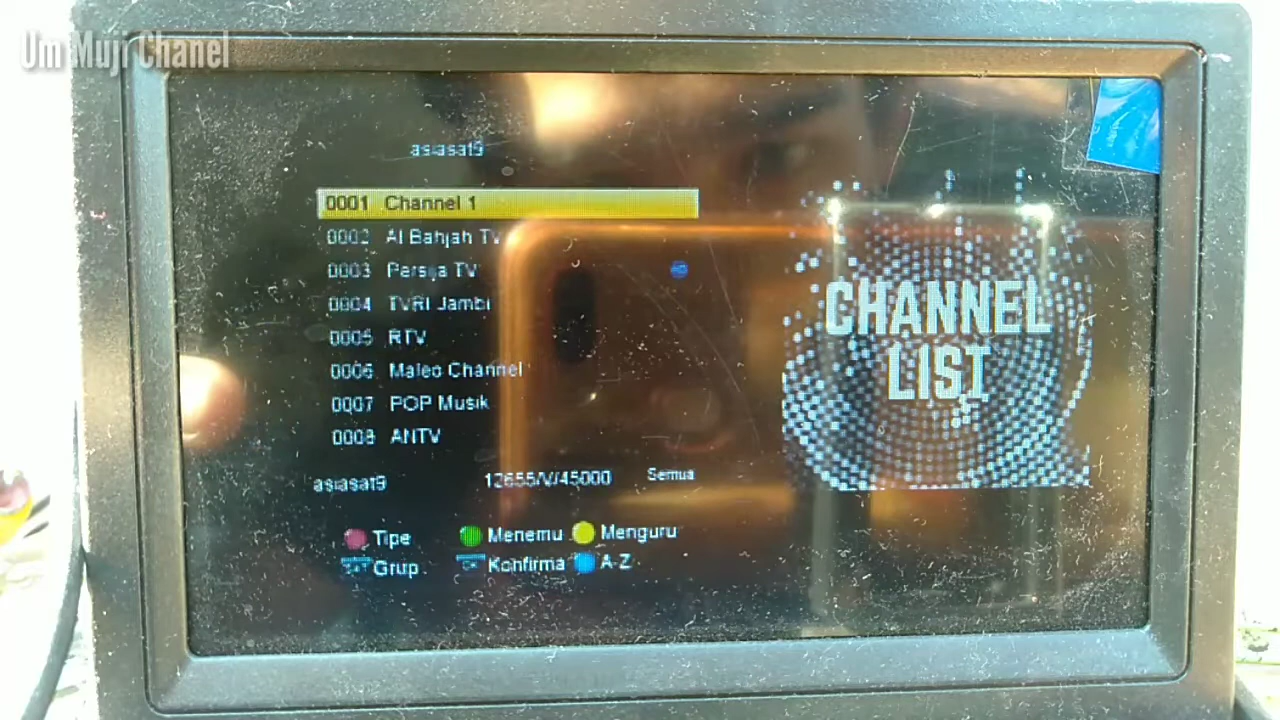 Um Muji Chanel
asiasat9
0001 Channel 1
0002 Al Bahjah TV
0003 Persija TV
0004 TVRI Jambi
0005 RTV
0006 Maleo Channel
0007 POP Musik
0008 ANTV
CHANNEL
LIST
asiasat9 12655/V/45000 Semua
Tipe Menemu Menguru
Grup Konfirma A-Z